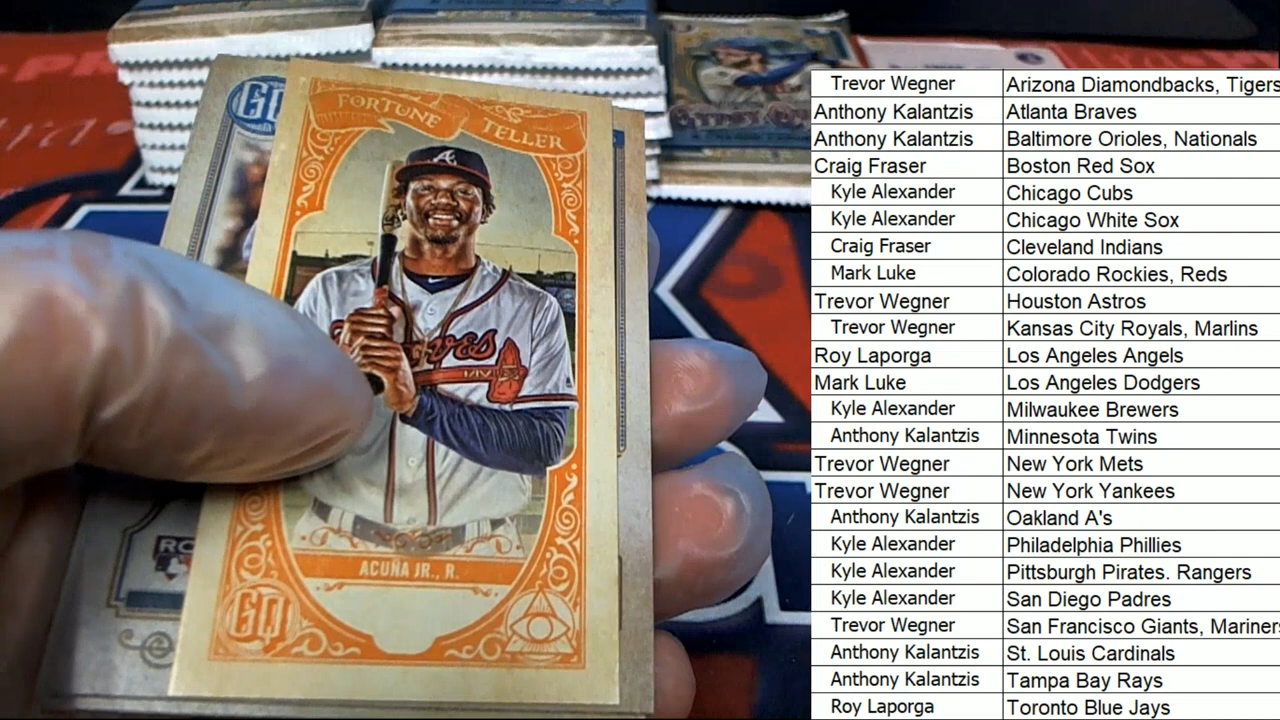 FORTUNE TELLER
Braves
ACUÑA JR., R.
GQ
GQ
RC
Trevor Wegner Arizona Diamondbacks, Tigers
Anthony Kalantzis Atlanta Braves
Anthony Kalantzis Baltimore Orioles, Nationals
Craig Fraser Boston Red Sox
Kyle Alexander Chicago Cubs
Kyle Alexander Chicago White Sox
Craig Fraser Cleveland Indians
Mark Luke Colorado Rockies, Reds
Trevor Wegner Houston Astros
Trevor Wegner Kansas City Royals, Marlins
Roy Laporga Los Angeles Angels
Mark Luke Los Angeles Dodgers
Kyle Alexander Milwaukee Brewers
Anthony Kalantzis Minnesota Twins
Trevor Wegner New York Mets
Trevor Wegner New York Yankees
Anthony Kalantzis Oakland A's
Kyle Alexander Philadelphia Phillies
Kyle Alexander Pittsburgh Pirates. Rangers
Kyle Alexander San Diego Padres
Trevor Wegner San Francisco Giants, Mariners
Anthony Kalantzis St. Louis Cardinals
Anthony Kalantzis Tampa Bay Rays
Roy Laporga Toronto Blue Jays